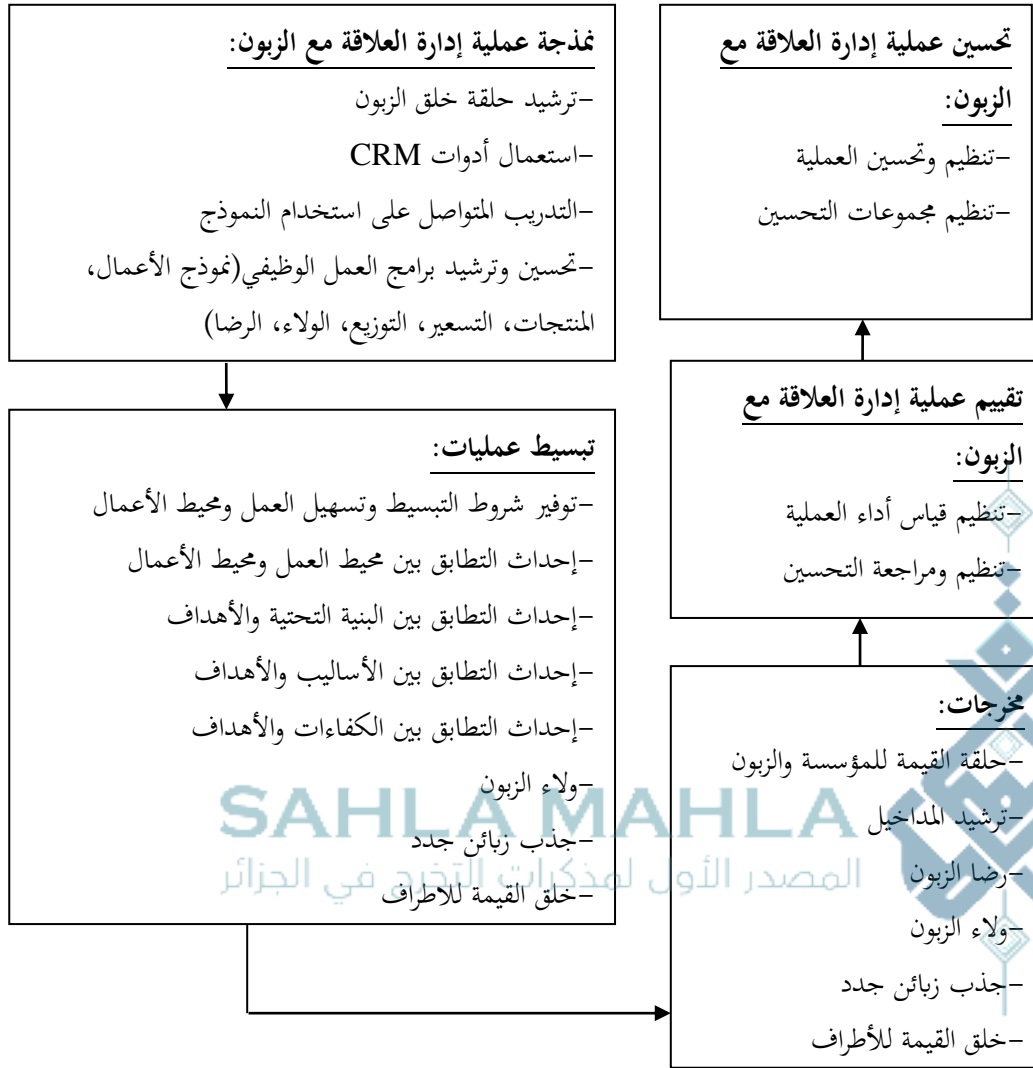 نمذجة عملية إدارة العلاقة مع الزبون:
-ترشيد حلقة خلق الزبون
-استعمال أدوات CRM
-التدريب المتواصل على استخدام النموذج
-تحسين وترشيد برامج العمل الوظيفي(نموذج الأعمال،
المنتجات، التسعير، التوزيع، الولاء، الرضا)
تبسيط عمليات:
-توفير شروط التبسيط وتسهيل العمل ومحيط الأعمال
-إحداث التطابق بين محيط العمل ومحيط الأعمال
-إحداث التطابق بين البنية التحتية والأهداف
-إحداث التطابق بين الأساليب والأهداف
-إحداث التطابق بين الكفاءات والأهداف
-ولاء الزبون
-جذب زبائن جدد
-خلق القيمة للاطراف
مخرجات:
-حلقة القيمة للمؤسسة والزبون
-ترشيد المداخيل
-رضا الزبون
-ولاء الزبون
-جذب زبائن جدد
-خلق القيمة للأطراف
تقييم عملية إدارة العلاقة مع
الزبون:
-تنظيم قياس أداء العملية
-تنظيم ومراجعة التحسين
تحسين عملية إدارة العلاقة مع
الزبون:
-تنظيم وتحسين العملية
-تنظيم مجموعات التحسين
SAHLA MAHLA
المصدر الأول لمذكرات التخرج في الجزائر